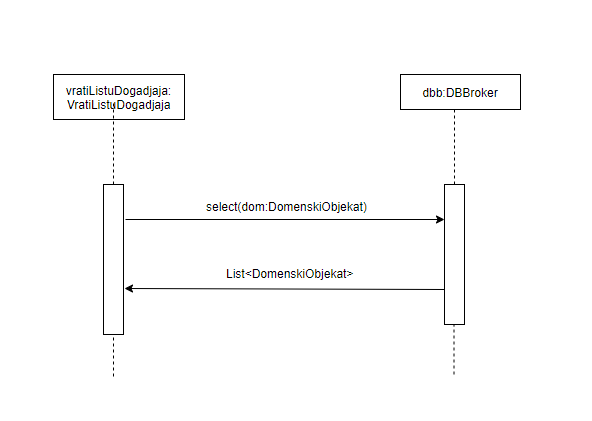 vratiListuDogadjaja:
VratiListuDogadjaja
dbb:DBBroker
select(dom:DomenskiObjekat)
List<DomenskiObjekat>